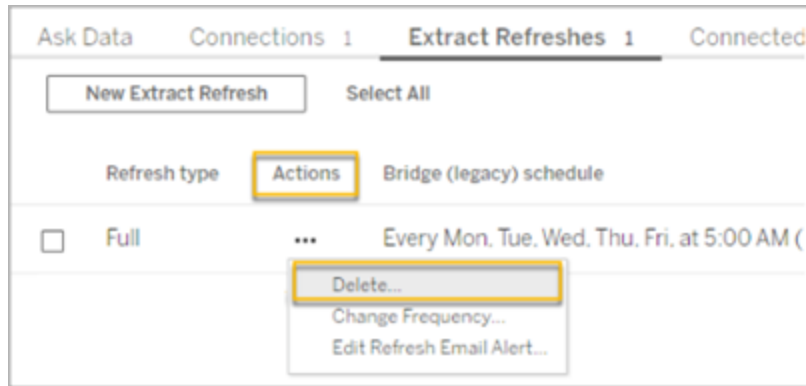 Ask Data Connections 1 Extract Refreshes 1 Connected
New Extract Refresh Select All
Refresh type Actions Bridge (legacy) schedule
Full ... Every Mon, Tue, Wed, Thu, Fri, at 5:00 AM (
Delete...
Change Frequency...
Edit Refresh Email Alert...